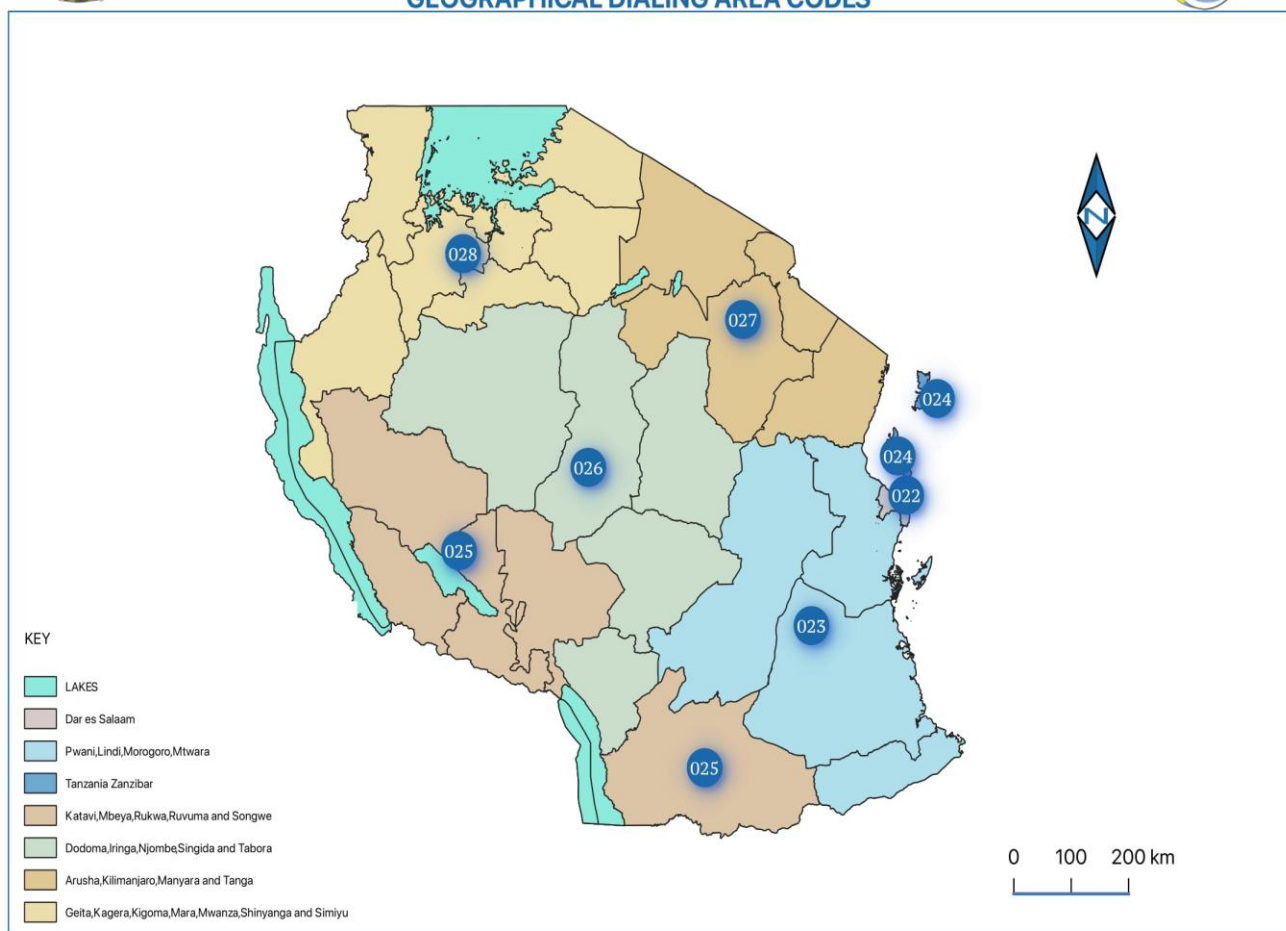 GEOGRAPHICAL DIALING AREA CODES
N
028
027
024
024
022
026
025
023
025
KEY
LAKES
Dar es Salaam
Pwani,Lindi,Morogoro,Mtwara
Tanzania Zanzibar
Katavi,Mbeya,Rukwa,Ruvuma and Songwe
Dodoma,Iringa,Njombe,Singida and Tabora
Arusha,Kilimanjaro,Manyara and Tanga
Geita,Kagera,Kigoma,Mara,Mwanza,Shinyanga and Simiyu
0 100 200 km